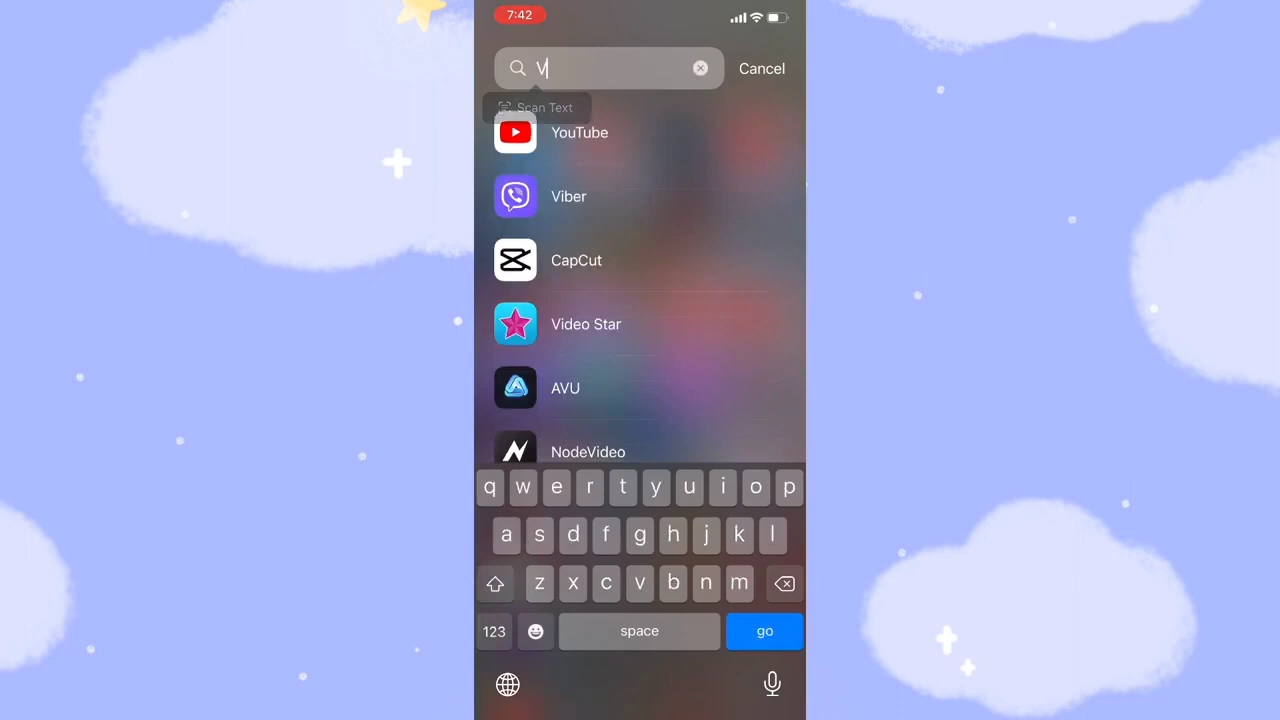 7:42
V
Cancel
Scan Text
YouTube
Viber
CapCut
Video Star
AVU
NodeVideo
q w e r t y u i o p
a s d f g h j k l
z x c v b n m
123 space go